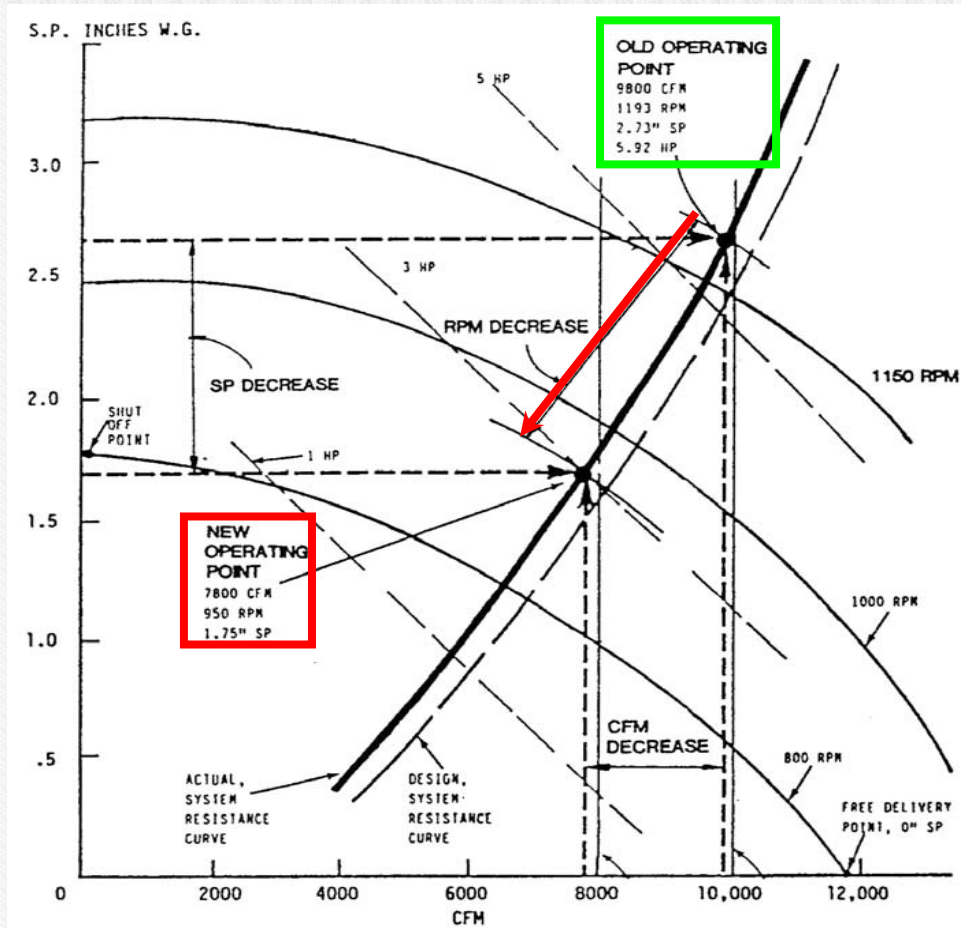 S.P. INCHES W.G.
OLD OPERATING
POINT
9800 CFM
1193 RPM
2.73" SP
5.92 HP
5 HP
3.0
3 HP
2.5
RPM DECREASE
SP DECREASE
1150 RPM
2.0
SHUT
OFF
POINT
1 HP
1.5
NEW
OPERATING
POINT
7800 CFM
950 RPM
1.75" SP
1000 RPM
1.0
CFM
DECREASE
800 RPM
.5
ACTUAL,
SYSTEM
RESISTANCE
CURVE
DESIGN,
SYSTEM-
RESISTANCE
CURVE
FREE DELIVERY
POINT, 0" SP
0 2000 4000 6000 8000 10,000 12,000
CFM